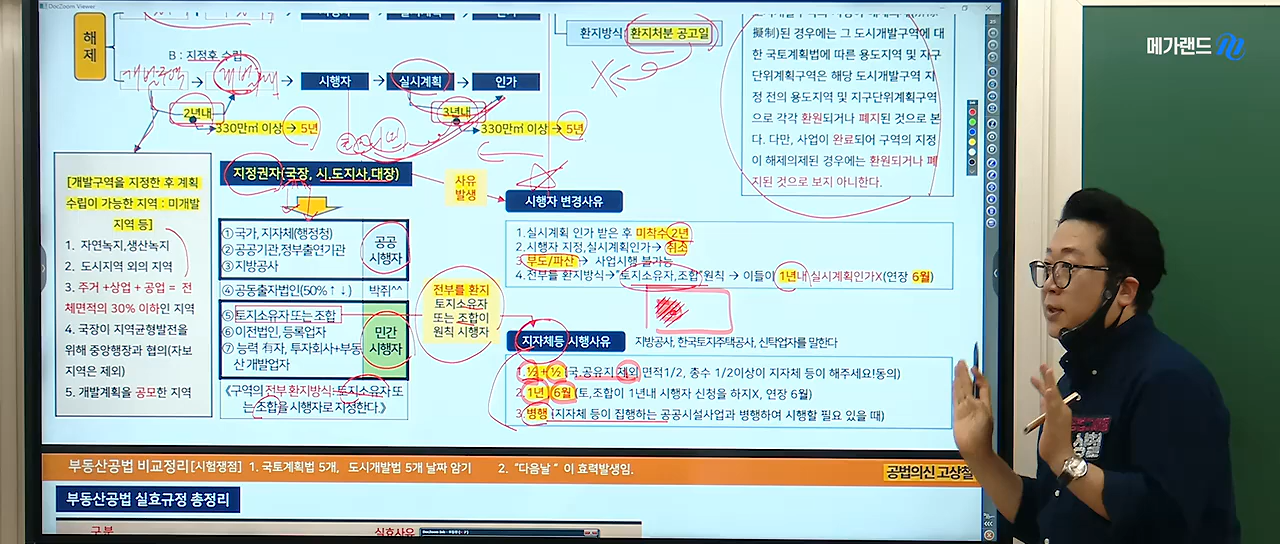 DocZoom
메가랜드
해제
시행자
실시계획
인가
환지방식 환지처분 공고일
擬制)된 경우에는 그 도시개발구역에 대
한 국토계획법에 따른 용도지역 및 지구
단위계획구역은 해당 도시개발구역 지
정 전의 용도지역 및 지구단위계획구역
으로 각각 환원되거나 폐지된 것으로 본
다. 다만, 사업이 완료되어 구역의 지정
이 해제의제된 경우에는 환원되거나 폐
지된 것으로 보지 아니한다.
B : 지정후 수립
개발구역
시행자
실시계획
인가
2년내
3년내
330만㎡ 이상 → 5년
330만㎡ 이상 → 5년
[개발구역을 지정한 후 계획
수립이 가능한 지역 : 미개발
지역 등]
1. 자연녹지,생산녹지
2. 도시지역 외의 지역
3. 주거 +상업 + 공업 = 전
체면적의 30% 이하인 지역
4. 국장이 지역균형발전을
위해 중앙행장과 협의(자보
지역은 제외)
5. 개발계획을 공모한 지역
지정권자(국장, 시.도지사,대장)
① 국가, 지자체(행정청)
② 공공기관,정부출연기관
③ 지방공사
공공
시행자
④ 공동출자법인(50%↑↓)
박쥐^^
⑤ 토지소유자 또는 조합
⑥ 이전법인, 등록업자
⑦ 능력 有자, 투자회사+부동
산 개발업자
민간
시행자
《구역의 전부 환지방식:토지소유자 또
는 조합을 시행자로 지정한다.》
사유
발생
전부를 환지
토지소유자
또는 조합이
원칙 시행자
시행자 변경사유
1.실시계획 인가 받은 후 미착수 2년
2.시행자 지정,실시계획인가→ 취소
3. 부도/파산 → 사업시행 불가능
4.전부를 환지방식→"토지소유자,조합"원칙 → 이들이 1년내 실시계획인가X(연장 6월)
지자체등 시행사유
지방공사, 한국토지주택공사, 신탁업자를 말한다
1. ½ + ½ (국.공유지 제외 면적1/2, 총수 1/2이상이 지자체 등이 해주세요!동의)
2. 1년 6월 (토,조합이 1년내 시행자 신청을 하지X, 연장 6월)
3. 병행 (지자체 등이 집행하는 공공시설사업과 병행하여 시행할 필요 있을 때)
부동산공법 비교정리[시험쟁점] 1. 국토계획법 5개, 도시개발법 5개 날짜 암기 2. "다음날" 이 효력발생임.
공법의신 고상철
부동산공법 실효규정 총정리
구분
실효사유